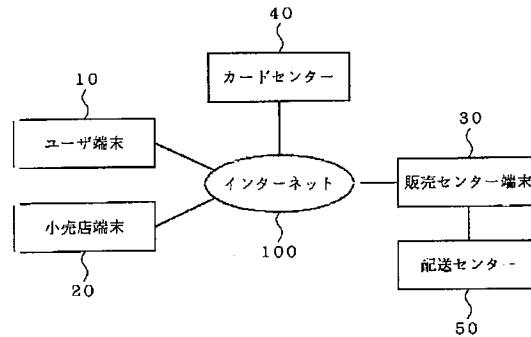 40
カードセンター
10
ユーザ端末
30
インターネット
販売センター端末
小売店端末
100
20
配送センター
50